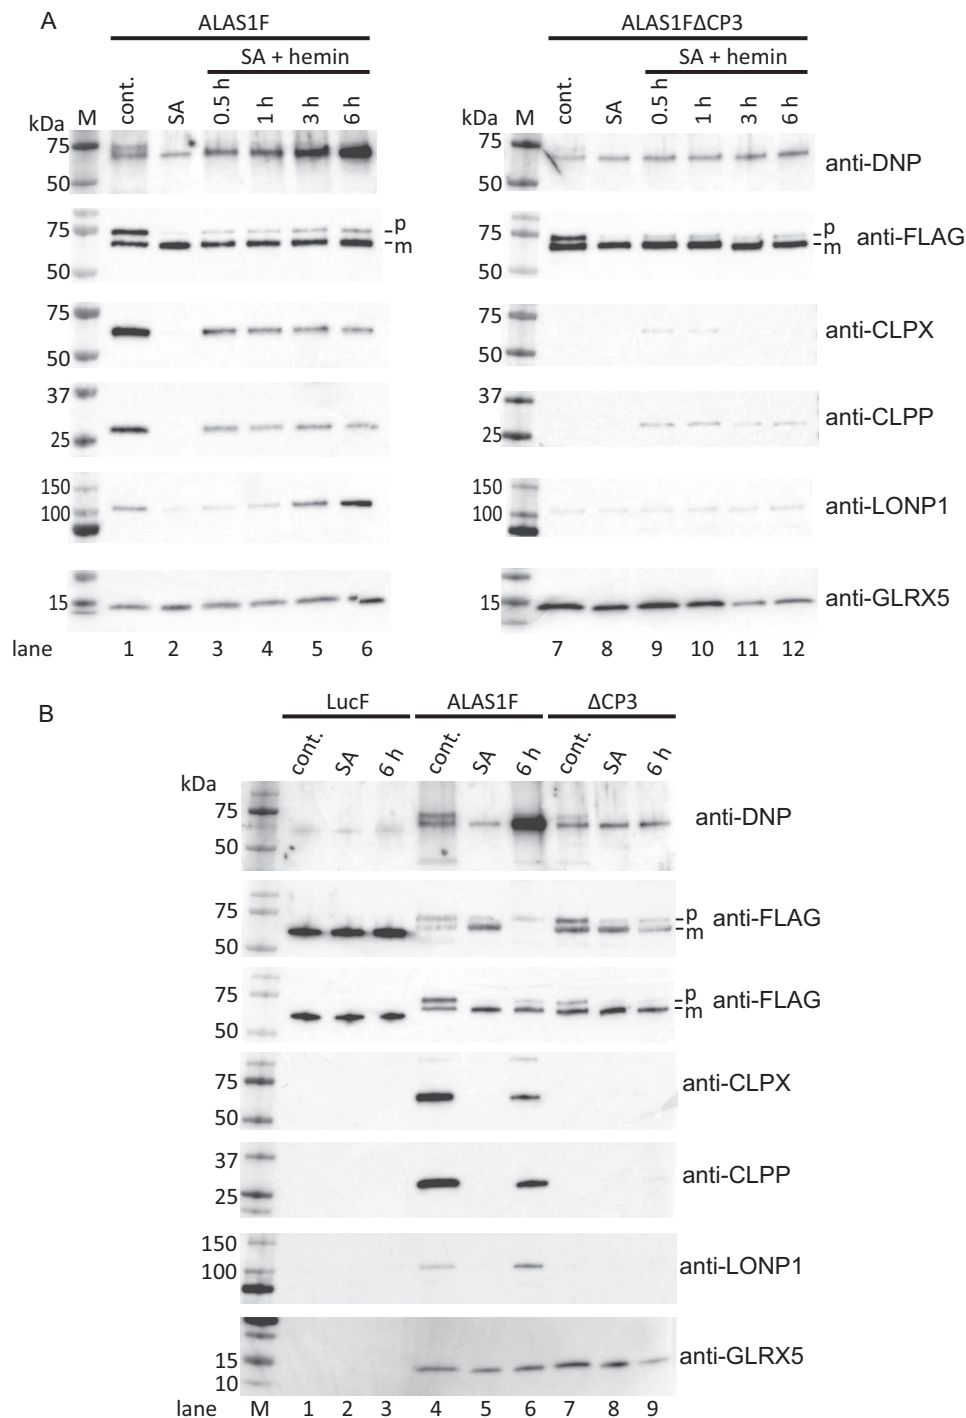 A
ALAS1F ALAS1FΔCP3
SA + hemin SA + hemin
kDa M cont. SA 0.5 h 1 h 3 h 6 h kDa M cont. SA 0.5 h 1 h 3 h 6 h
75 75
50 50 anti-DNP
75 p 75 p
m m anti-FLAG
50 50
75 75
50 50 anti-CLPX
37 37
25 25 anti-CLPP
150 150
100 100 anti-LONP1
15 15 anti-GLRX5
lane 1 2 3 4 5 6 7 8 9 10 11 12
B
LucF ALAS1F ΔCP3
kDa cont. SA 6 h cont. SA 6 h cont. SA 6 h
75 anti-DNP
50
75 p anti-FLAG
50 m
75 p anti-FLAG
50 m
75 anti-CLPX
50
37 anti-CLPP
25
150
100 anti-LONP1
15 anti-GLRX5
10
lane M 1 2 3 4 5 6 7 8 9